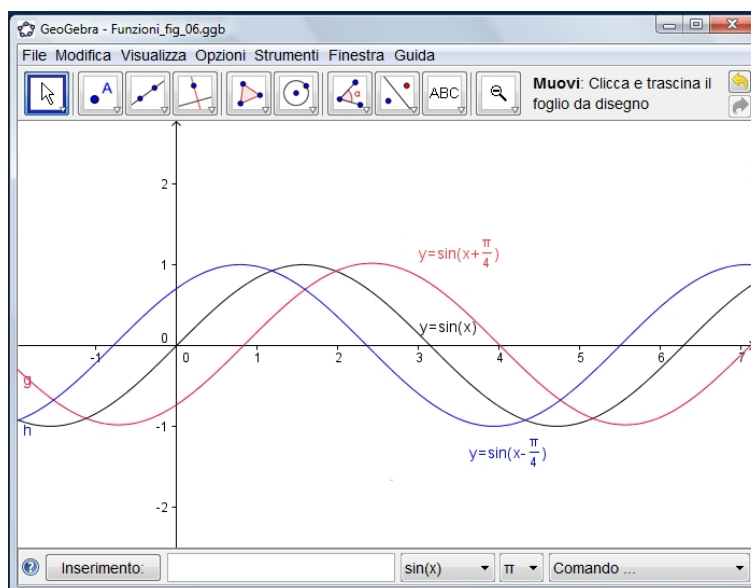 GeoGebra - Funzioni_fig_06.ggb
File Modifica Visualizza Opzioni Strumenti Finestra Guida
A
α
ABC
Muovi: Clicca e trascina il
foglio da disegno
2
y=sin(x+π/4)
1
y=sin(x)
0
-1 0 1 2 3 4 5 6 7
g
h
-1
y=sin(x-π/4)
-2
Inserimento: sin(x) π Comando ...